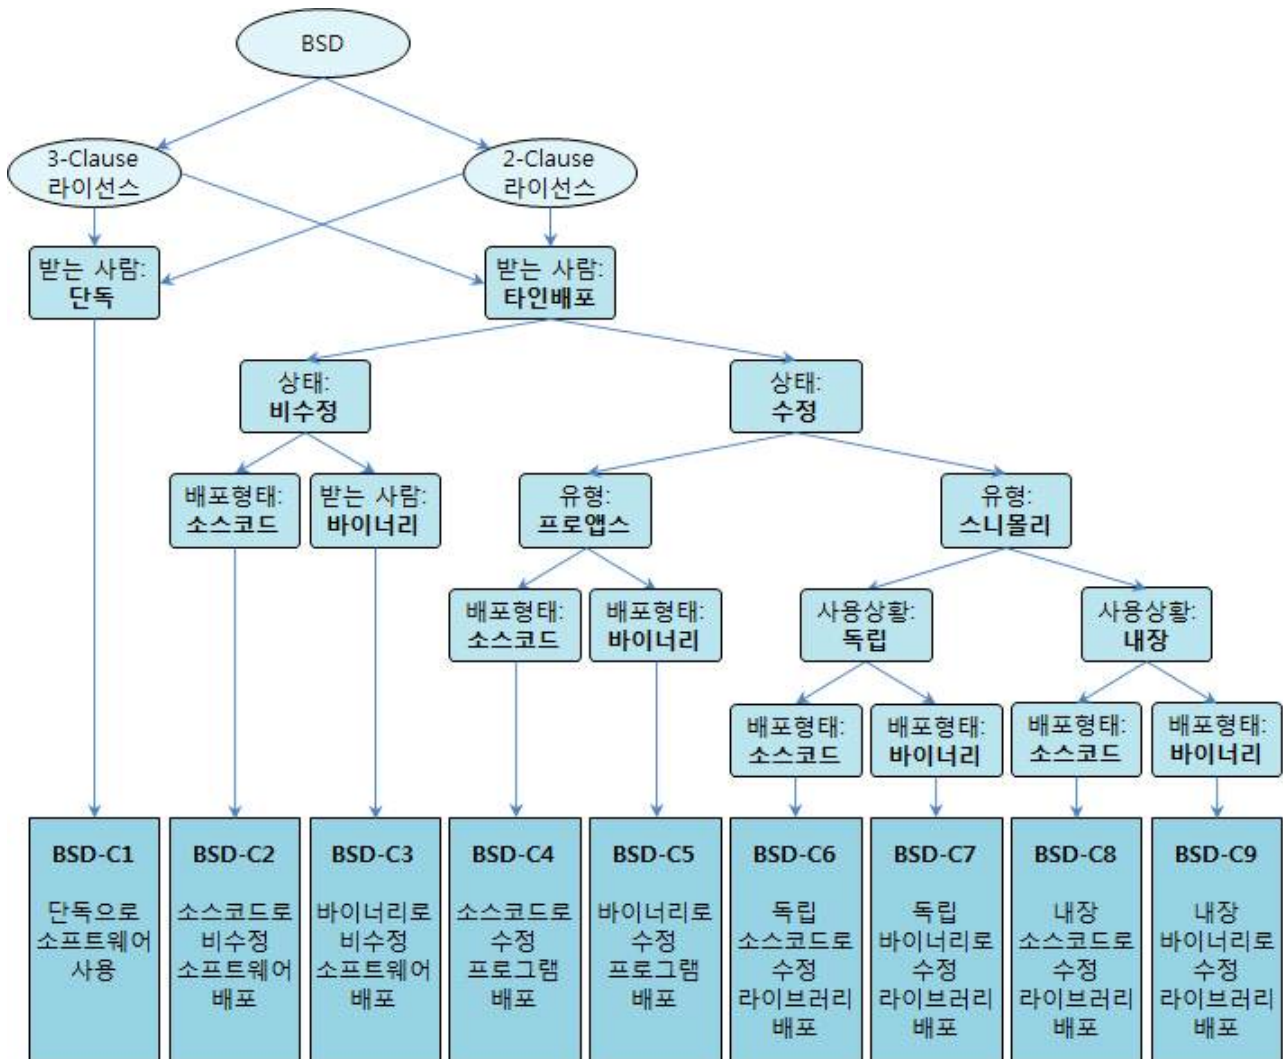 BSD
3-Clause
라이선스
2-Clause
라이선스
받는 사람:
단독
받는 사람:
타인배포
상태:
비수정
상태:
수정
배포형태:
소스코드
받는 사람:
바이너리
유형:
프로앱스
유형:
스니몰리
배포형태:
소스코드
배포형태:
바이너리
사용상황:
독립
사용상황:
내장
배포형태:
소스코드
배포형태:
바이너리
배포형태:
소스코드
배포형태:
바이너리
BSD-C1
단독으로
소프트웨어
사용
BSD-C2
소스코드로
비수정
소프트웨어
배포
BSD-C3
바이너리로
비수정
소프트웨어
배포
BSD-C4
소스코드로
수정
프로그램
배포
BSD-C5
바이너리로
수정
프로그램
배포
BSD-C6
독립
소스코드로
수정
라이브러리
배포
BSD-C7
독립
바이너리로
수정
라이브러리
배포
BSD-C8
내장
소스코드로
수정
라이브러리
배포
BSD-C9
내장
바이너리로
수정
라이브러리
배포